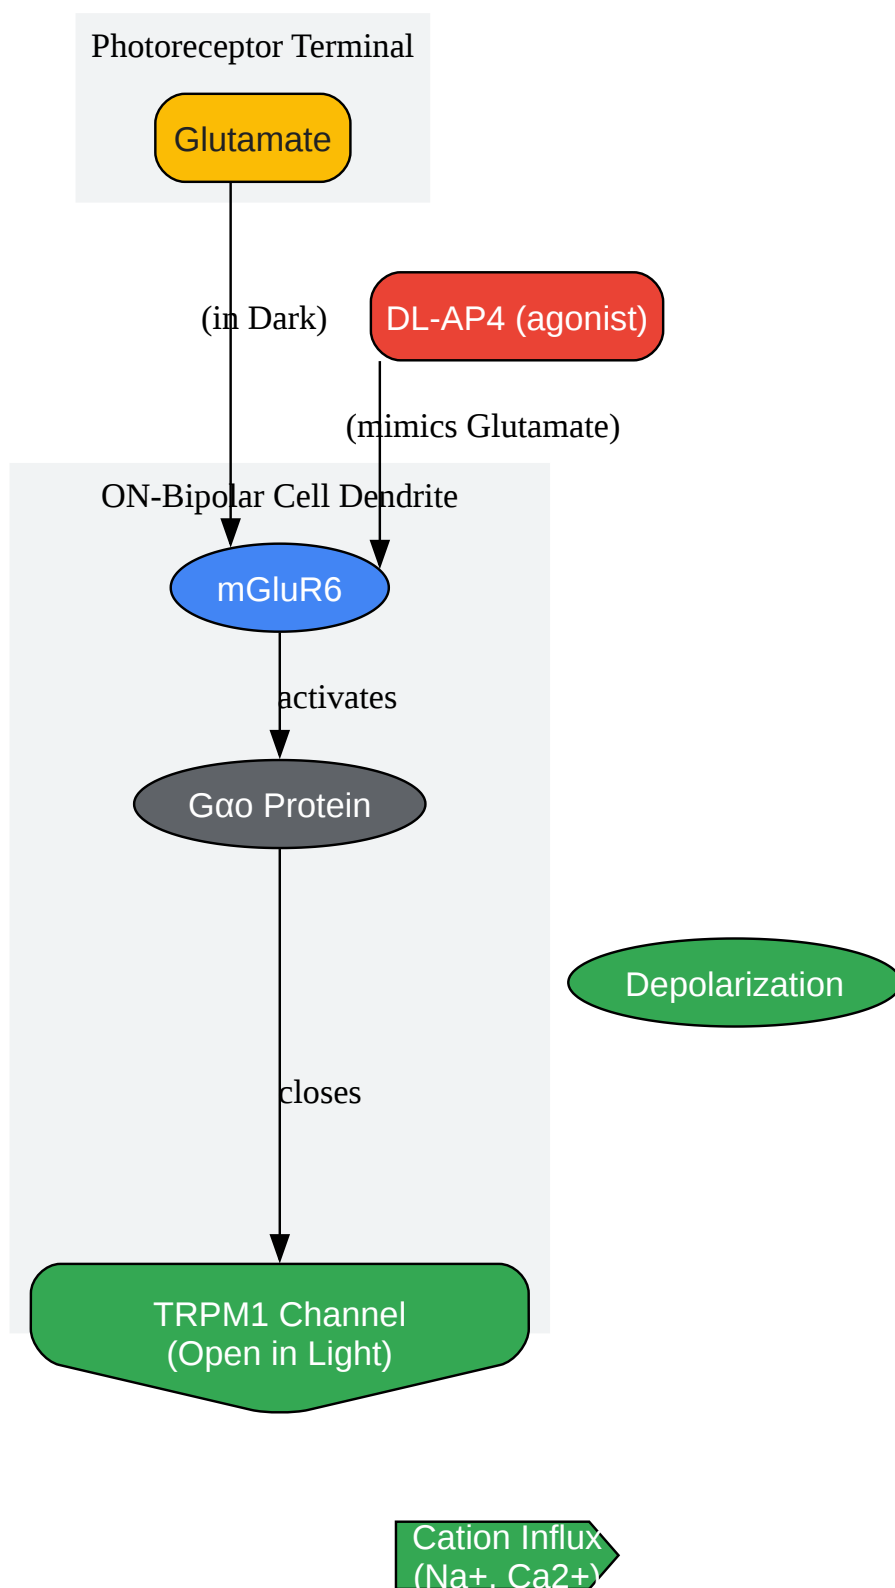 Photoreceptor Terminal
Glutamate
(in Dark)
DL-AP4 (agonist)
(mimics Glutamate)
ON-Bipolar Cell Dendrite
mGluR6
activates
Gαo Protein
Depolarization
closes
TRPM1 Channel
(Open in Light)
Cation Influx
(Na+, Ca2+)